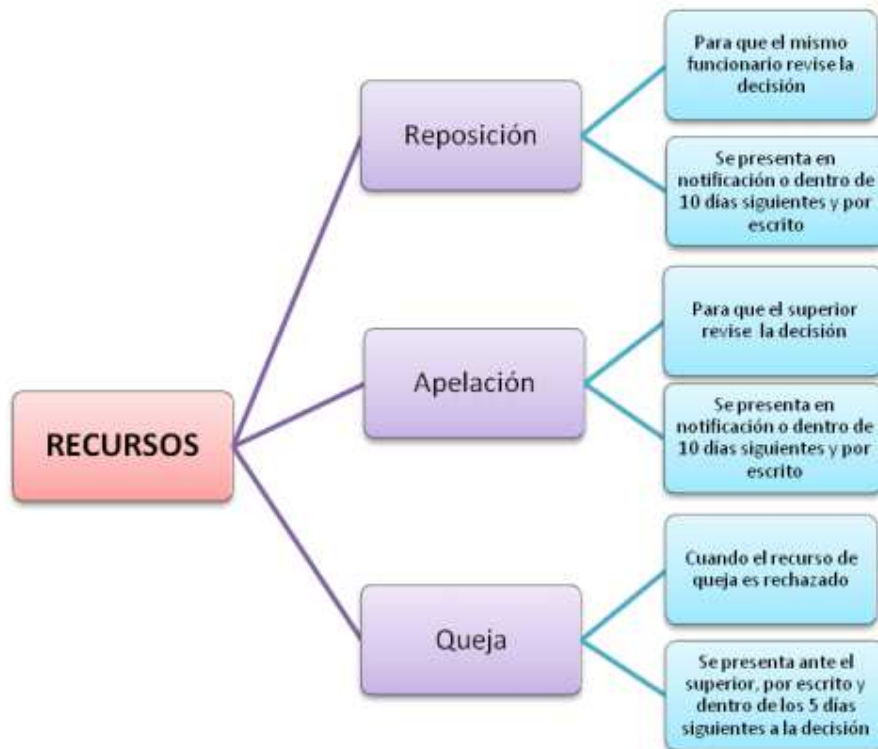 RECURSOS
Reposición
Para que el mismo
funcionario revise la
decisión
Se presenta en
notificación o dentro de
10 días siguientes y por
escrito
Apelación
Para que el superior
revise la decisión
Se presenta en
notificación o dentro de
10 días siguientes y por
escrito
Queja
Cuando el recurso de
queja es rechazado
Se presenta ante el
superior, por escrito y
dentro de los 5 días
siguientes a la decisión